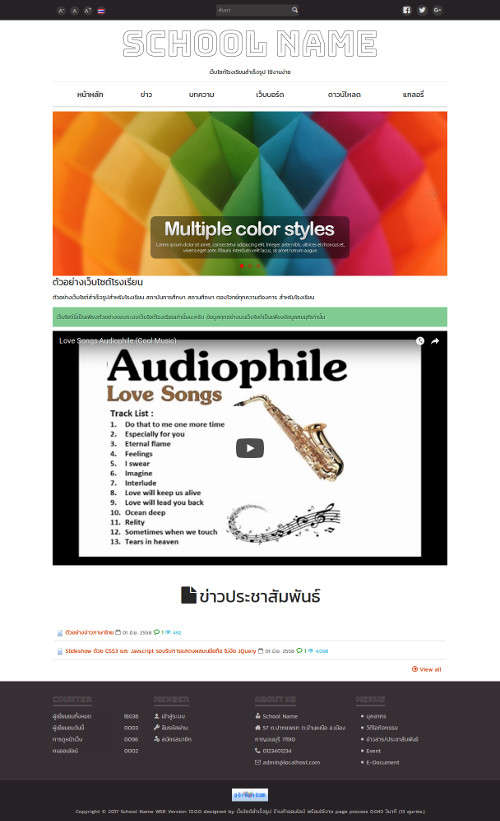 A- A A+
ค้นหา
SCHOOL NAME
เว็บไซต์โรงเรียนสำเร็จรูป ใช้งานง่าย
หน้าหลัก ข่าว บทความ เว็บบอร์ด ดาวน์โหลด แกลอรี่
Multiple color styles
Lorem ipsum dolor sit amet, consectetur adipiscing elit. Integer ante nibh, ultrices et rhoncus et,
ตัวอย่างเว็บไซต์โรงเรียน
ตัวอย่างเว็บไซต์สำเร็จรูปสำหรับโรงเรียน สถาบันการศึกษา สถานศึกษา ตอบโจทย์ทุกความต้องการ สำหรับโรงเรียน
เว็บไซต์นี้เป็นเพียงตัวอย่างของระบบเว็บไซต์โรงเรียนเท่านั้นนะครับ ข้อมูลทุกอย่างบนเว็บไซต์เป็นเพียงข้อมูลสมมุติเท่านั้น
Love Songs Audiophile (Cool Music)
Audiophile
Love Songs
Track List :
1. Do that to me one more time
2. Especially for you
3. Eternal flame
4. Feelings
5. I swear
6. Imagine
7. Interlude
8. Love will keep us alive
9. Love will lead you back
10. Ocean deep
11. Relity
12. Sometimes when we touch
13. Tears in heaven
ข่าวประชาสัมพันธ์
ตัวอย่างข่าวภาษาไทย 01 มิ.ย. 2558 1 492
Slideshow ด้วย CSS3 และ Javscript รองรับการแสดงผลบนมือถือ ไม่ง้อ JQuery 01 มิ.ย. 2558 1 4,008
View all
COUNTER
ผู้เยี่ยมชมทั้งหมด 18036
ผู้เยี่ยมชมวันนี้ 0003
การดูหน้าเว็บ 0096
คนออนไลน์ 0002
MEMBER
เข้าสู่ระบบ
ลืมรหัสผ่าน
สมัครสมาชิก
ABOUT US
School Name
57 ต.ปากแพรก ต.บ้านเหนือ อ.เมือง
กาญจนบุรี 71190
0123401234
admin@localhost.com
MENUS
บุคลากร
วีดีโอกิจกรรม
ข่าวสาร/ประชาสัมพันธ์
Event
E-Document
Copyright © 2017 School Name WSB Version 10.0.0 designed by เว็บไซต์สำเร็จรูป ร้านค้าออนไลน์ พร้อมใช้งาน page process 0.043 วินาที (13 queries)